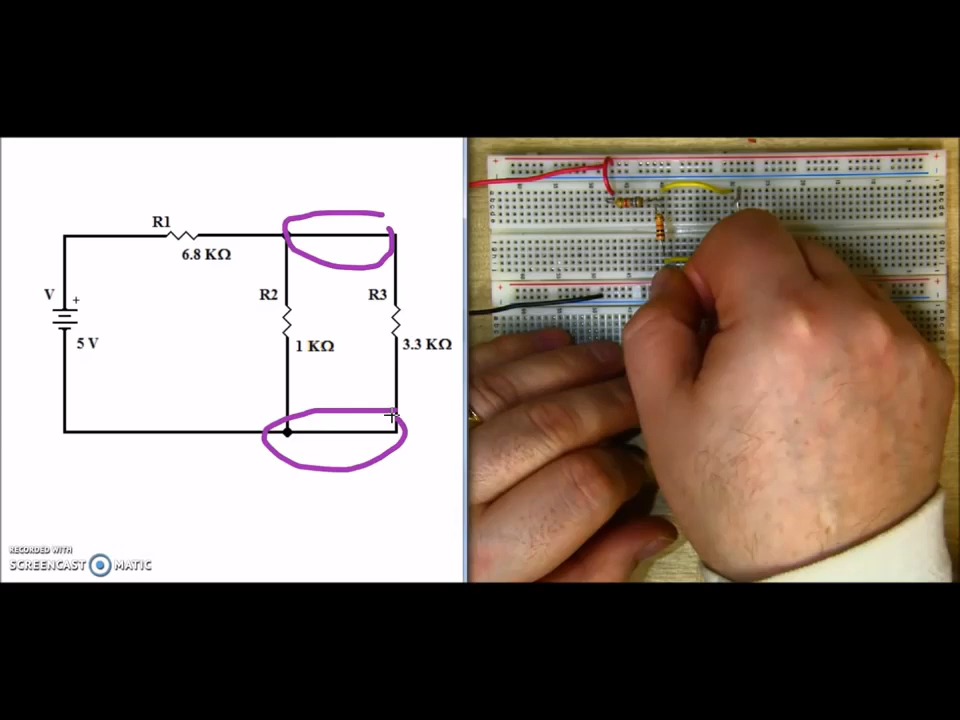 R1
6.8 KΩ
V
+
5 V
R2
1 KΩ
R3
3.3 KΩ
RECORDED WITH
SCREENCAST MATIC